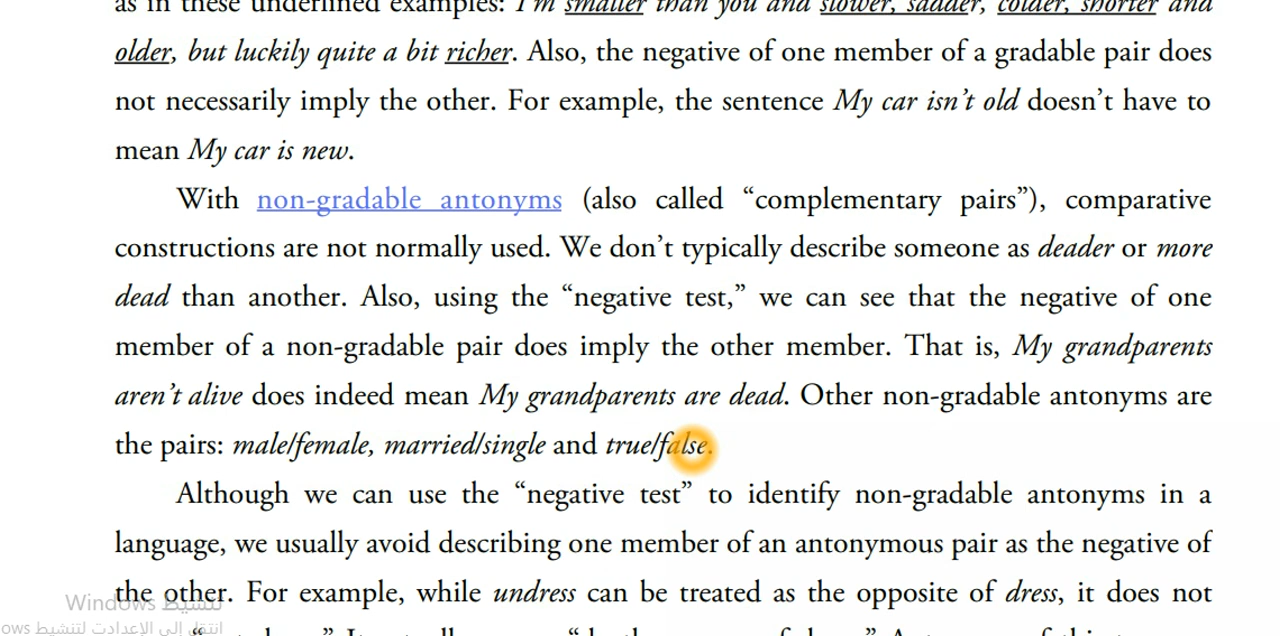 as in these underlined examples: I’m smaller than you and slower, sadder, colder, shorter and
older, but luckily quite a bit richer. Also, the negative of one member of a gradable pair does
not necessarily imply the other. For example, the sentence My car isn’t old doesn’t have to
mean My car is new.
With non-gradable antonyms (also called “complementary pairs”), comparative
constructions are not normally used. We don’t typically describe someone as deader or more
dead than another. Also, using the “negative test,” we can see that the negative of one
member of a non-gradable pair does imply the other member. That is, My grandparents
aren’t alive does indeed mean My grandparents are dead. Other non-gradable antonyms are
the pairs: male/female, married/single and true/false.
Although we can use the “negative test” to identify non-gradable antonyms in a
language, we usually avoid describing one member of an antonymous pair as the negative of
the other. For example, while undress can be treated as the opposite of dress, it does not
تنشيط Windows
انتقل إلى الإعدادت لتنشيط ows